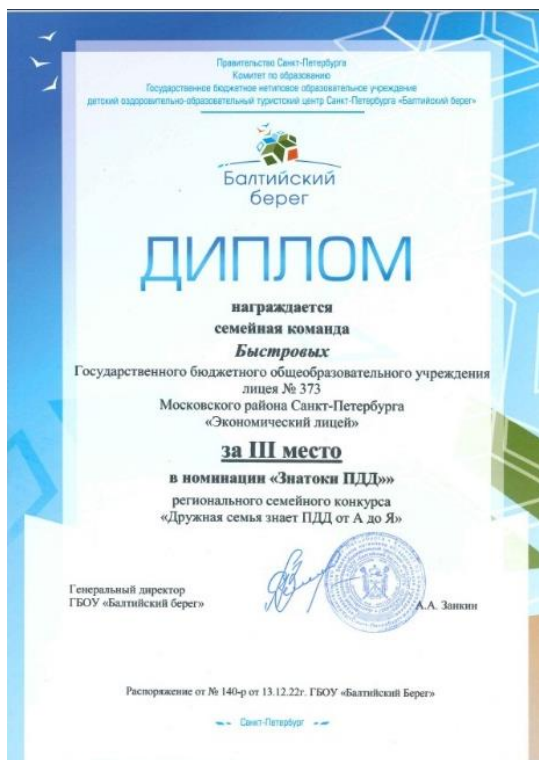 Правительство Санкт-Петербурга
Комитет по образованию
Государственное бюджетное нетиповое образовательное учреждение
детский оздоровительно-образовательный туристский центр Санкт-Петербурга «Балтийский берег»
Балтийский
берег
ДИПЛОМ
награждается
семейная команда
Быстровых
Государственного бюджетного общеобразовательного учреждения
лицея № 373
Московского района Санкт-Петербурга
«Экономический лицей»
за III место
в номинации «Знатоки ПДД»»
регионального семейного конкурса
«Дружная семья знает ПДД от А до Я»
Генеральный директор
ГБОУ «Балтийский берег»
А.А. Заикин
Распоряжение от № 140-р от 13.12.22г. ГБОУ «Балтийский Берег»
Санкт-Петербург